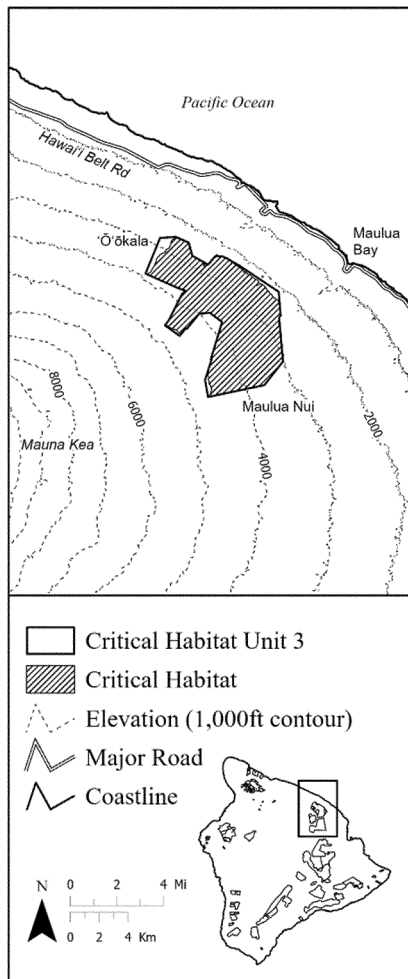 Pacific Ocean
Hawai‘i Belt Rd
Maulua
Bay
‘Ō‘ōkala
8000
6000
Maulua Nui
2000
4000
Mauna Kea
Critical Habitat Unit 3
Critical Habitat
Elevation (1,000ft contour)
Major Road
Coastline
N
0 2 4 Mi
0 2 4 Km